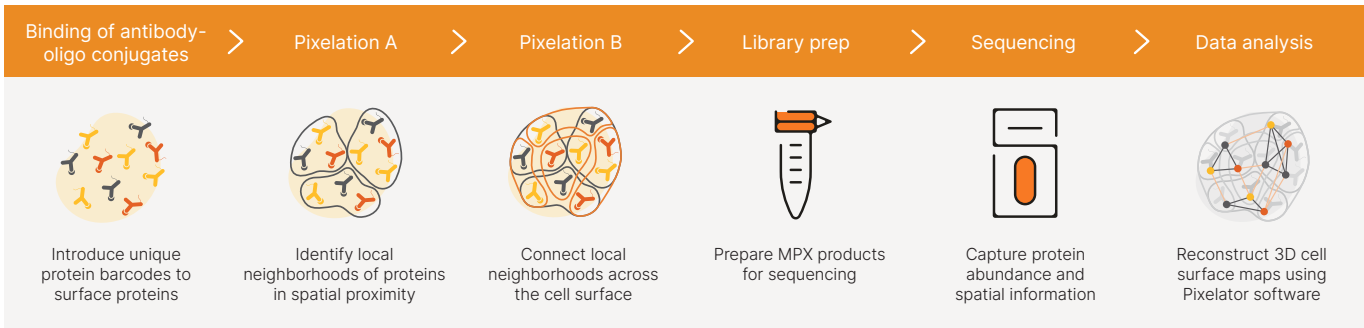 Binding of antibody-
oligo conjugates
Pixelation A
Pixelation B
Library prep
Sequencing
Data analysis
Introduce unique
protein barcodes to
surface proteins
Identify local
neighborhoods of proteins
in spatial proximity
Connect local
neighborhoods across
the cell surface
Prepare MPX products
for sequencing
Capture protein
abundance and
spatial information
Reconstruct 3D cell
surface maps using
Pixelator software